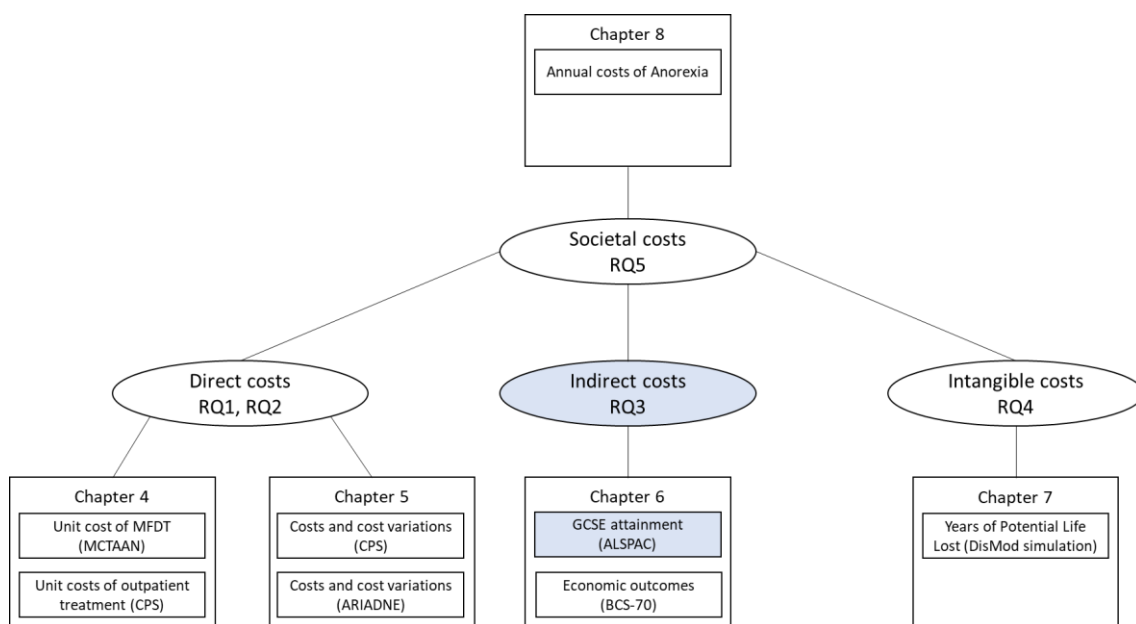 Chapter 8
Annual costs of Anorexia
Societal costs
RQ5
Direct costs
RQ1, RQ2
Indirect costs
RQ3
Intangible costs
RQ4
Chapter 4
Unit cost of MFDT
(MCTAAN)
Unit costs of outpatient
treatment (CPS)
Chapter 5
Costs and cost variations
(CPS)
Costs and cost variations
(ARIADNE)
Chapter 6
GCSE attainment
(ALSPAC)
Economic outcomes
(BCS-70)
Chapter 7
Years of Potential Life
Lost (DisMod simulation)